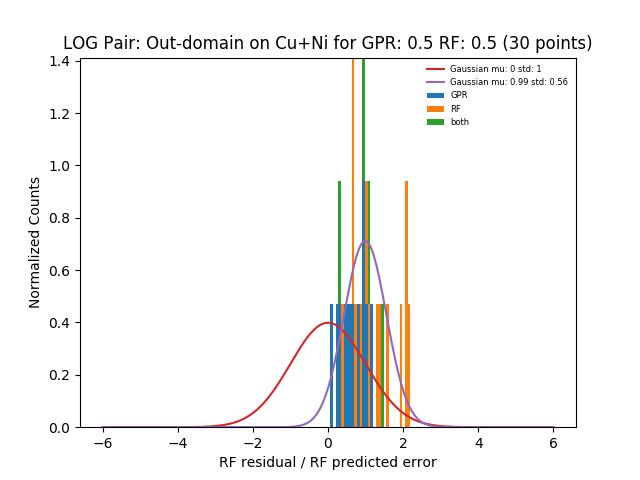 LOG Pair: Out-domain on Cu+Ni for GPR: 0.5 RF: 0.5 (30 points)
Gaussian mu: 0 std: 1
Gaussian mu: 0.99 std: 0.56
GPR
RF
both
Normalized Counts
1.4
1.2
1.0
0.8
0.6
0.4
0.2
0.0
−6 −4 −2 0 2 4 6
RF residual / RF predicted error